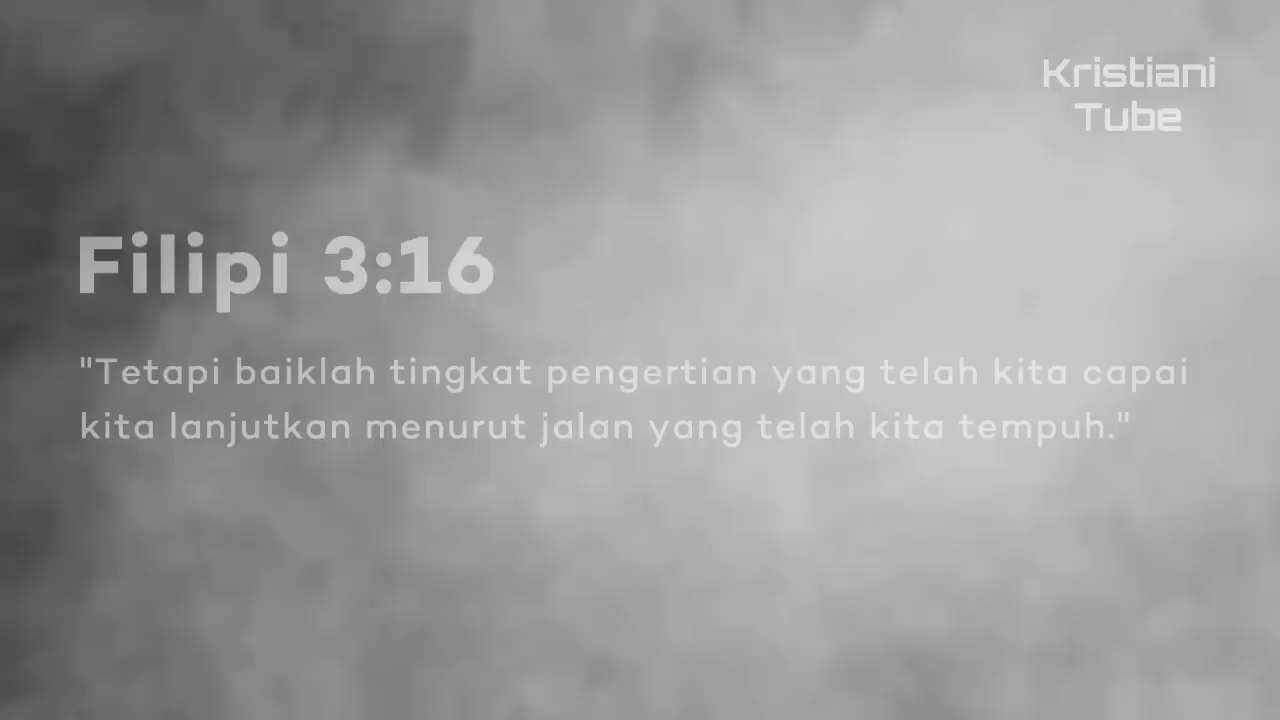 Kristiani
Tube
Filipi 3:16
"Tetapi baiklah tingkat pengertian yang telah kita capai
kita lanjutkan menurut jalan yang telah kita tempuh."